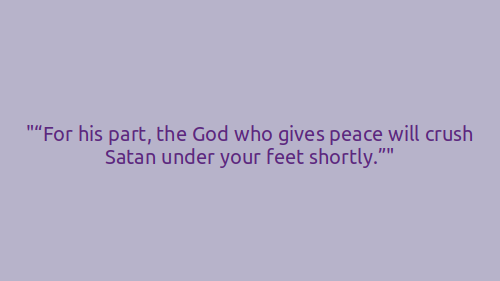 "“For his part, the God who gives peace will crush
Satan under your feet shortly.”"